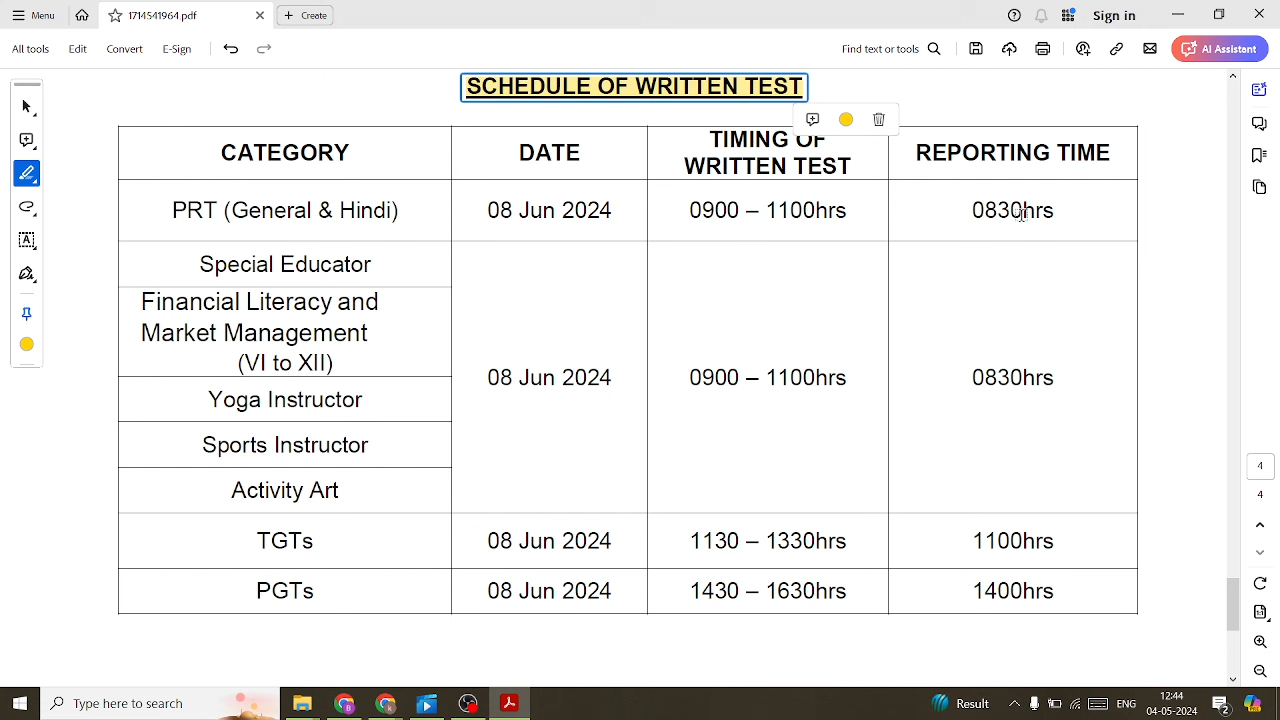 Menu
1714541964.pdf
Create
Sign in
All tools
Edit
Convert
E-Sign
Find text or tools
AI Assistant
SCHEDULE OF WRITTEN TEST
CATEGORY
DATE
TIMING OF
WRITTEN TEST
REPORTING TIME
PRT (General & Hindi)
08 Jun 2024
0900 – 1100hrs
0830hrs
Special Educator
Financial Literacy and
Market Management
(VI to XII)
Yoga Instructor
Sports Instructor
Activity Art
08 Jun 2024
0900 – 1100hrs
0830hrs
TGTs
08 Jun 2024
1130 – 1330hrs
1100hrs
PGTs
08 Jun 2024
1430 – 1630hrs
1400hrs
4
4
Type here to search
Result
ENG
12:44
04-05-2024
2